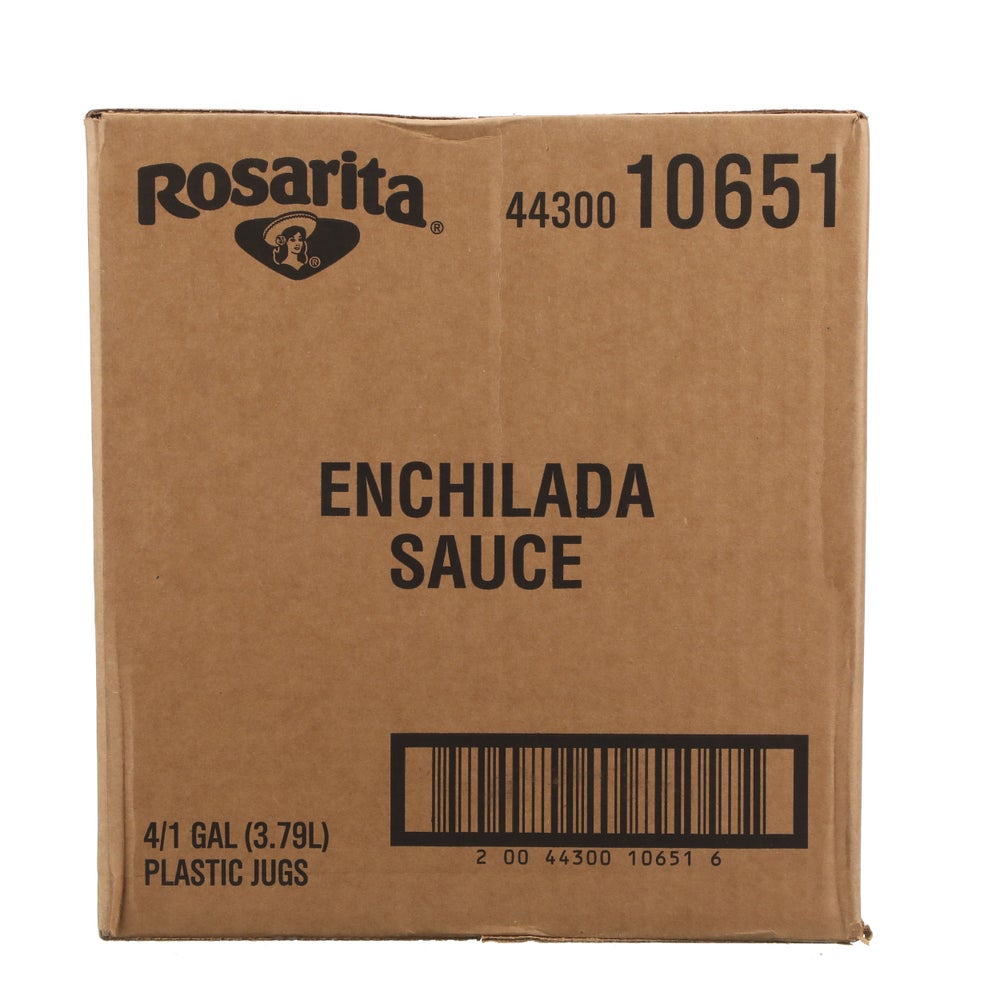 Rosarita®
®
44300 10651
ENCHILADA
SAUCE
4/1 GAL (3.79L)
PLASTIC JUGS
2 00 44300 10651 6